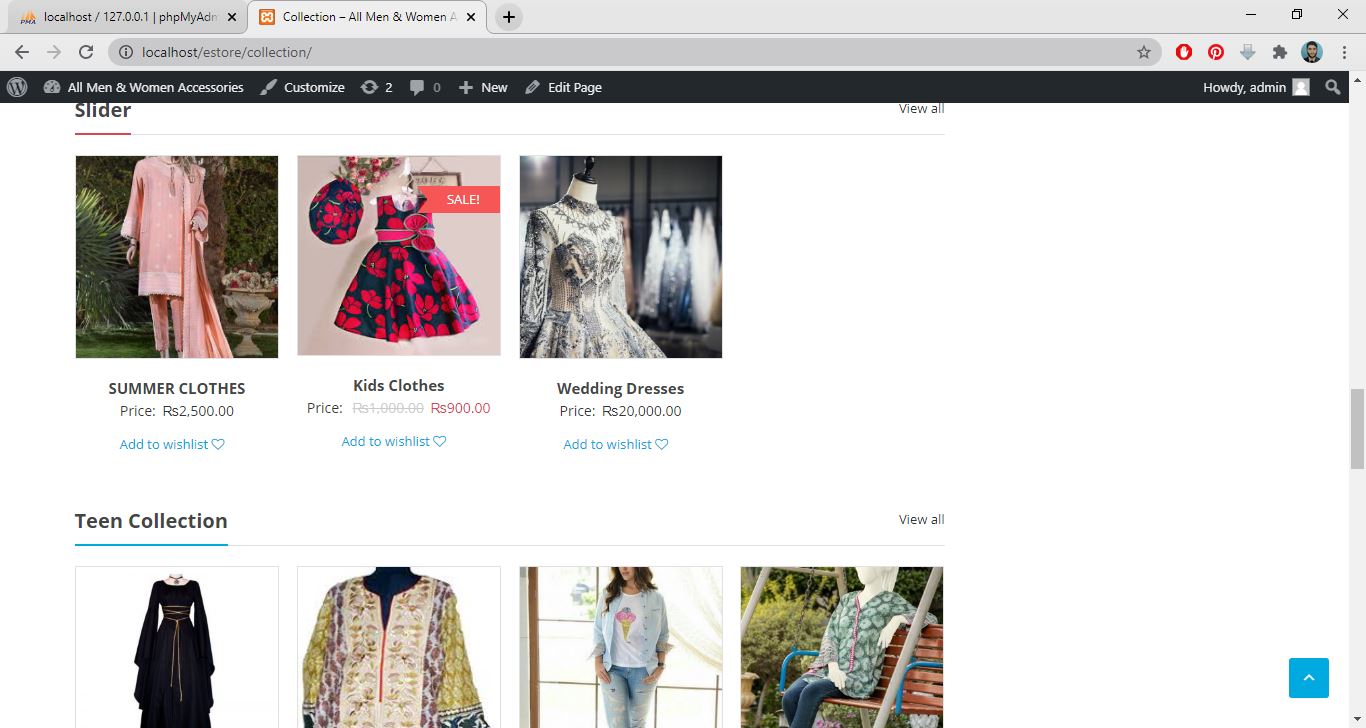 localhost / 127.0.0.1 | phpMyAdm
Collection – All Men & Women A
localhost/estore/collection/
All Men & Women Accessories
Customize
2
0
New
Edit Page
Howdy, admin
Slider
View all
SALE!
SUMMER CLOTHES
Price: ₨2,500.00
Add to wishlist
Kids Clothes
Price: ₨1,000.00 ₨900.00
Add to wishlist
Wedding Dresses
Price: ₨20,000.00
Add to wishlist
Teen Collection
View all